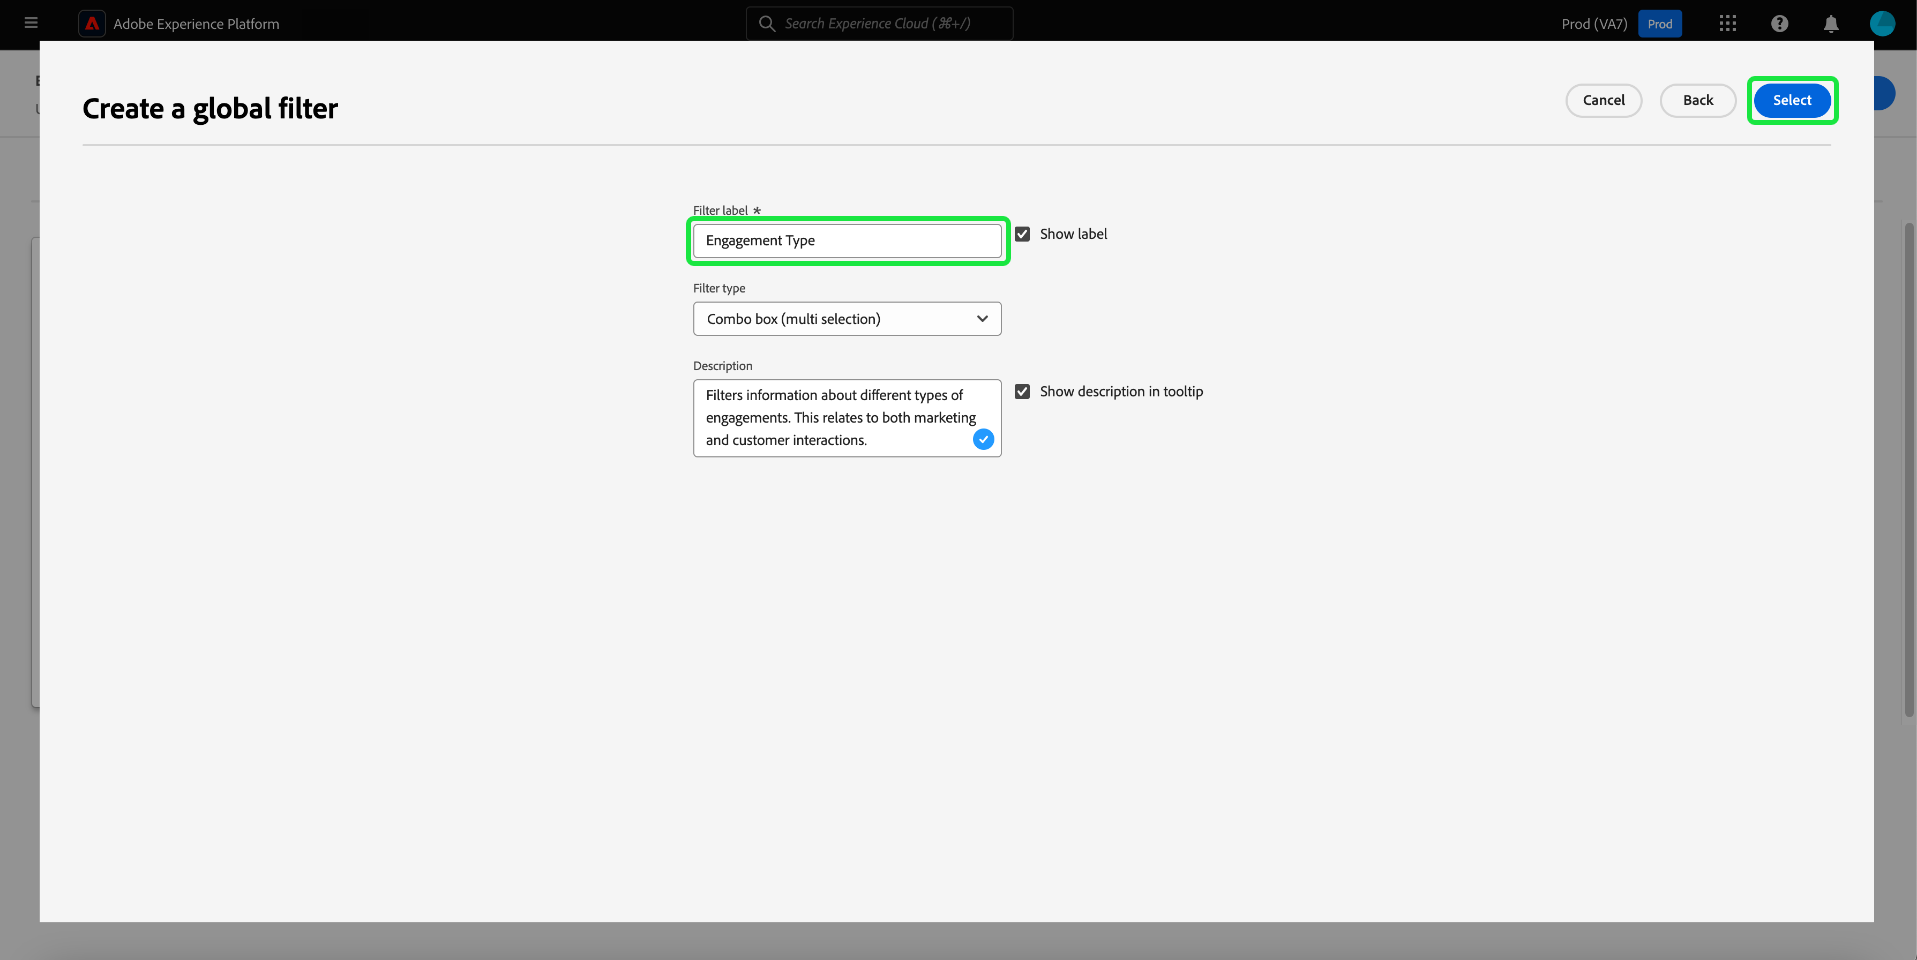 Adobe Experience Platform
Search Experience Cloud (⌘+/)
Prod (VA7)
Prod
Create a global filter
Cancel
Back
Select
Filter label *
Engagement Type
Show label
Filter type
Combo box (multi selection)
Description
Filters information about different types of
engagements. This relates to both marketing
and customer interactions.
Show description in tooltip